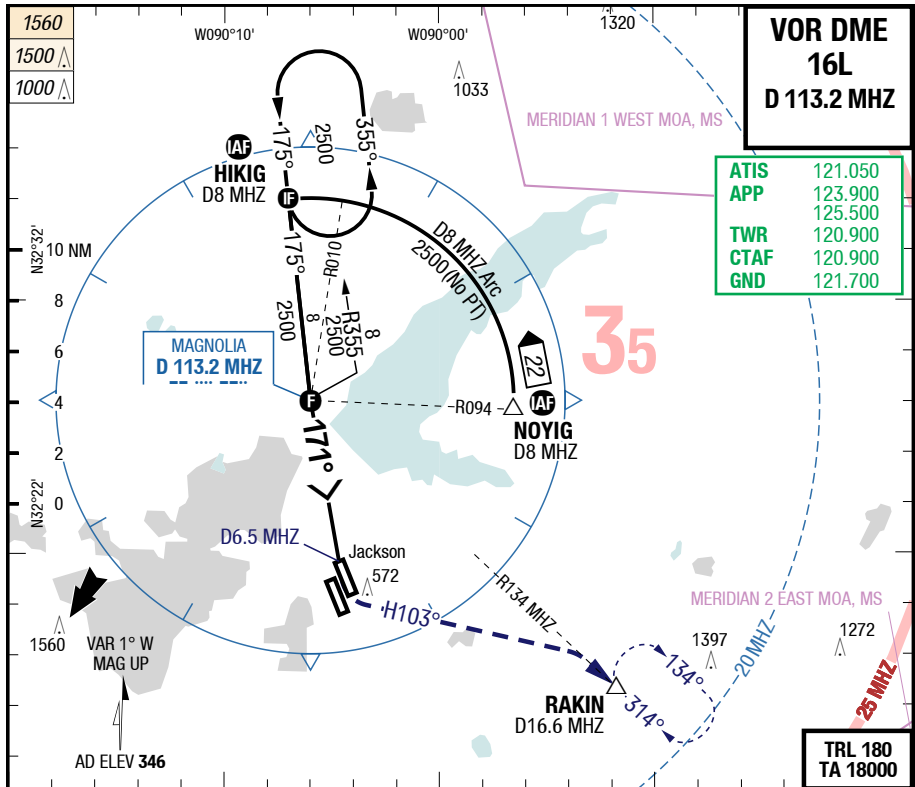 1560
1500
1000
W090°10'
W090°00'
1320
VOR DME
16L
D 113.2 MHZ
1033
MERIDIAN 1 WEST MOA, MS
ATIS 121.050
APP 123.900
125.500
TWR 120.900
CTAF 120.900
GND 121.700
IAF
HIKIG
D8 MHZ
175°
2500
355°
IF
N32°32'
10 NM
8
6
4
2
0
N32°22'
175°
2500
R010
8
R355
8
2500
D8 MHZ Arc
2500 (No PT)
35
MAGNOLIA
D 113.2 MHZ
F
R094
22
IAF
NOYIG
D8 MHZ
171°
D6.5 MHZ
Jackson
572
H103°
R134 MHZ
MERIDIAN 2 EAST MOA, MS
1560
VAR 1° W
MAG UP
1397
1272
20 MHZ
134°
314°
RAKIN
D16.6 MHZ
25 MHZ
AD ELEV 346
TRL 180
TA 18000